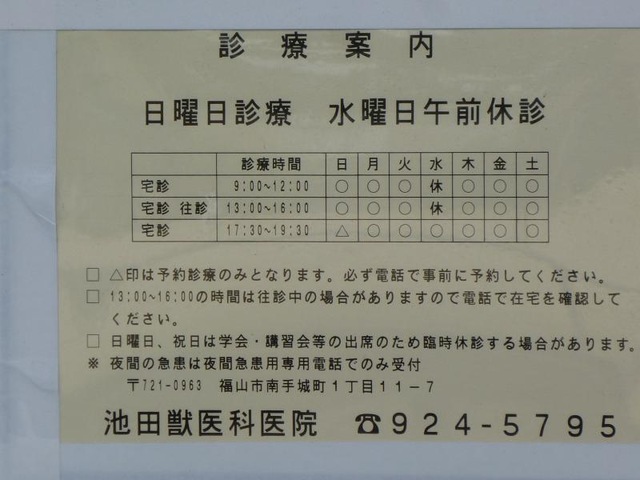 診療案内
日曜日診療　水曜日午前休診
診療時間 日 月 火 水 木 金 土
宅診 9:00~12:00 ○ ○ ○ 休 ○ ○ ○
宅診 往診 13:00~16:00 ○ ○ ○ 休 ○ ○ ○
宅診 17:30~19:30 △ ○ ○ ○ ○ ○ ○
□ △印は予約診療のみとなります。必ず電話で事前に予約してください。
□ 13:00~16:00の時間は往診中の場合がありますので電話で在宅を確認して
ください。
□ 日曜日、祝日は学会・講習会等の出席のため臨時休診する場合があります。
※ 夜間の急患は夜間急患用専用電話でのみ受付
〒721-0963 福山市南手城町1丁目11-7
池田獣医科医院 ☎924-5795